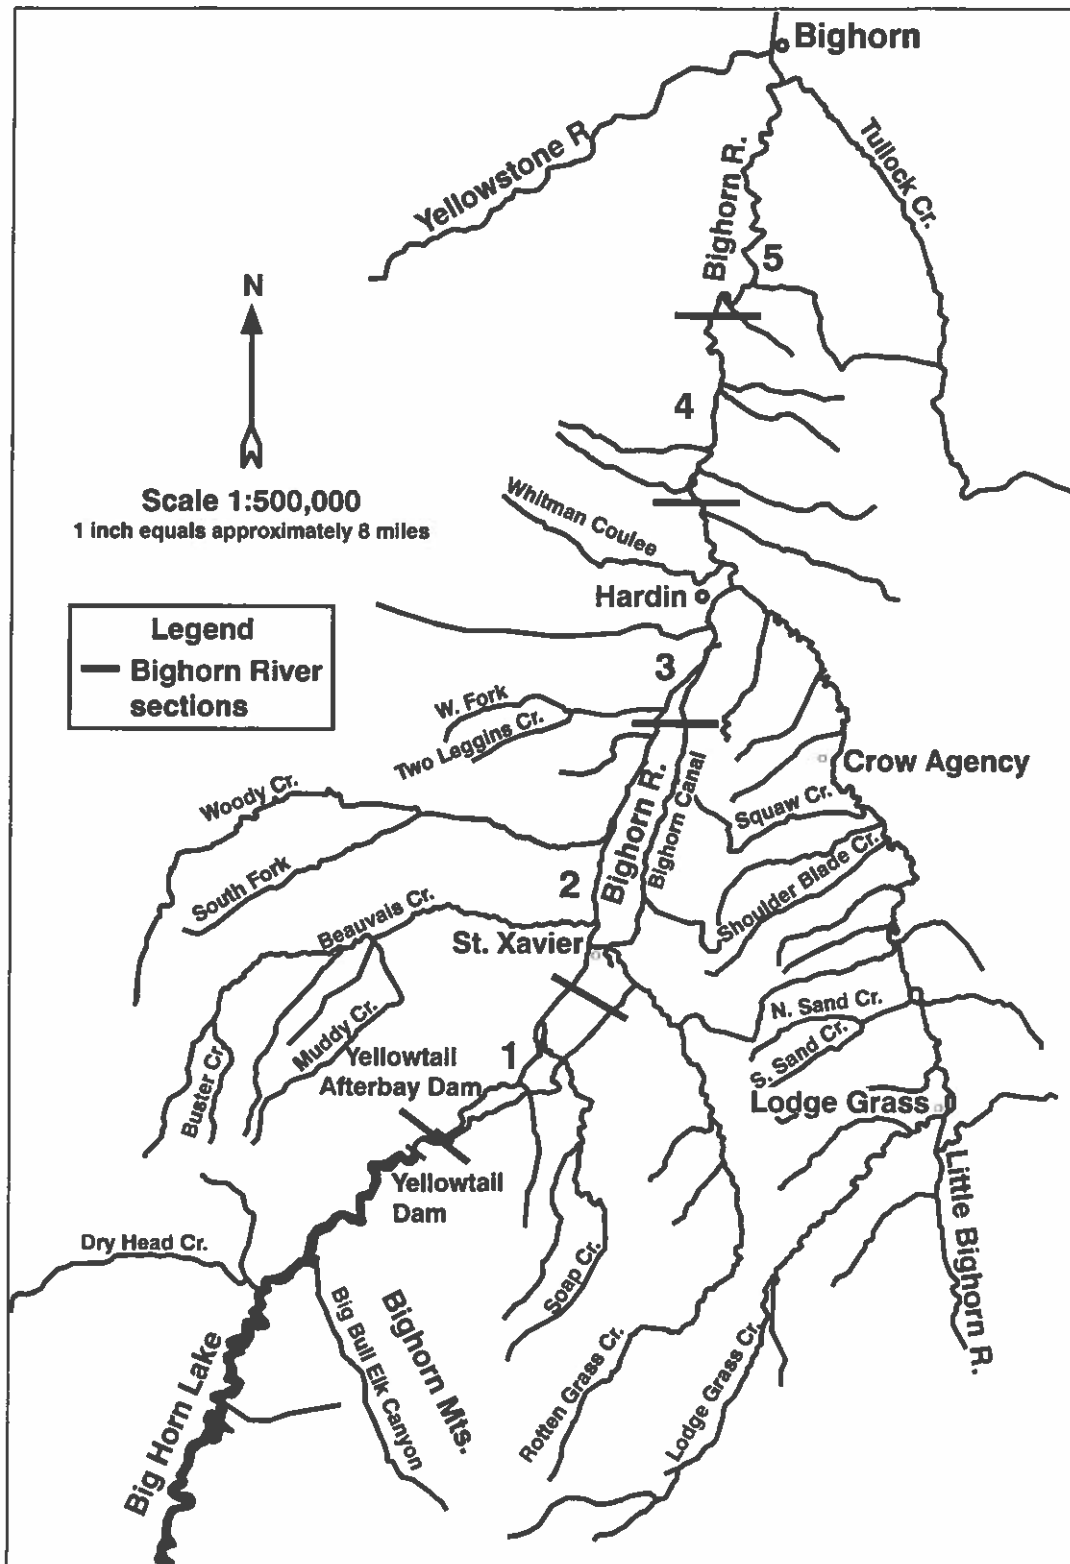 Bighorn
Yellowstone R.
Tullock Cr.
Bighorn R.
5
N
4
Scale 1:500,000
1 inch equals approximately 8 miles
Whitman Coulee
Hardin
Legend
Bighorn River
sections
3
W. Fork
Two Leggins Cr.
Crow Agency
Woody Cr.
Bighorn R.
Bighorn Canal
Squaw Cr.
South Fork
2
Shoulder Blade Cr.
Beauvais Cr.
St. Xavier
N. Sand Cr.
Muddy Cr.
S. Sand Cr.
Buster Cr.
1
Yellowtail
Afterbay Dam
Lodge Grass
Yellowtail
Dam
Little Bighorn R.
Dry Head Cr.
Soap Cr.
Big Bull Elk Canyon
Bighorn Mts.
Big Horn Lake
Rotten Grass Cr.
Lodge Grass Cr.